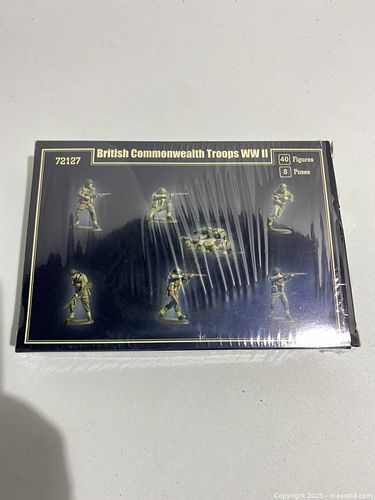 British Commonwealth Troops WW II
72127
40 Figures
8 Poses
Copyright 2025 - maxsold.com